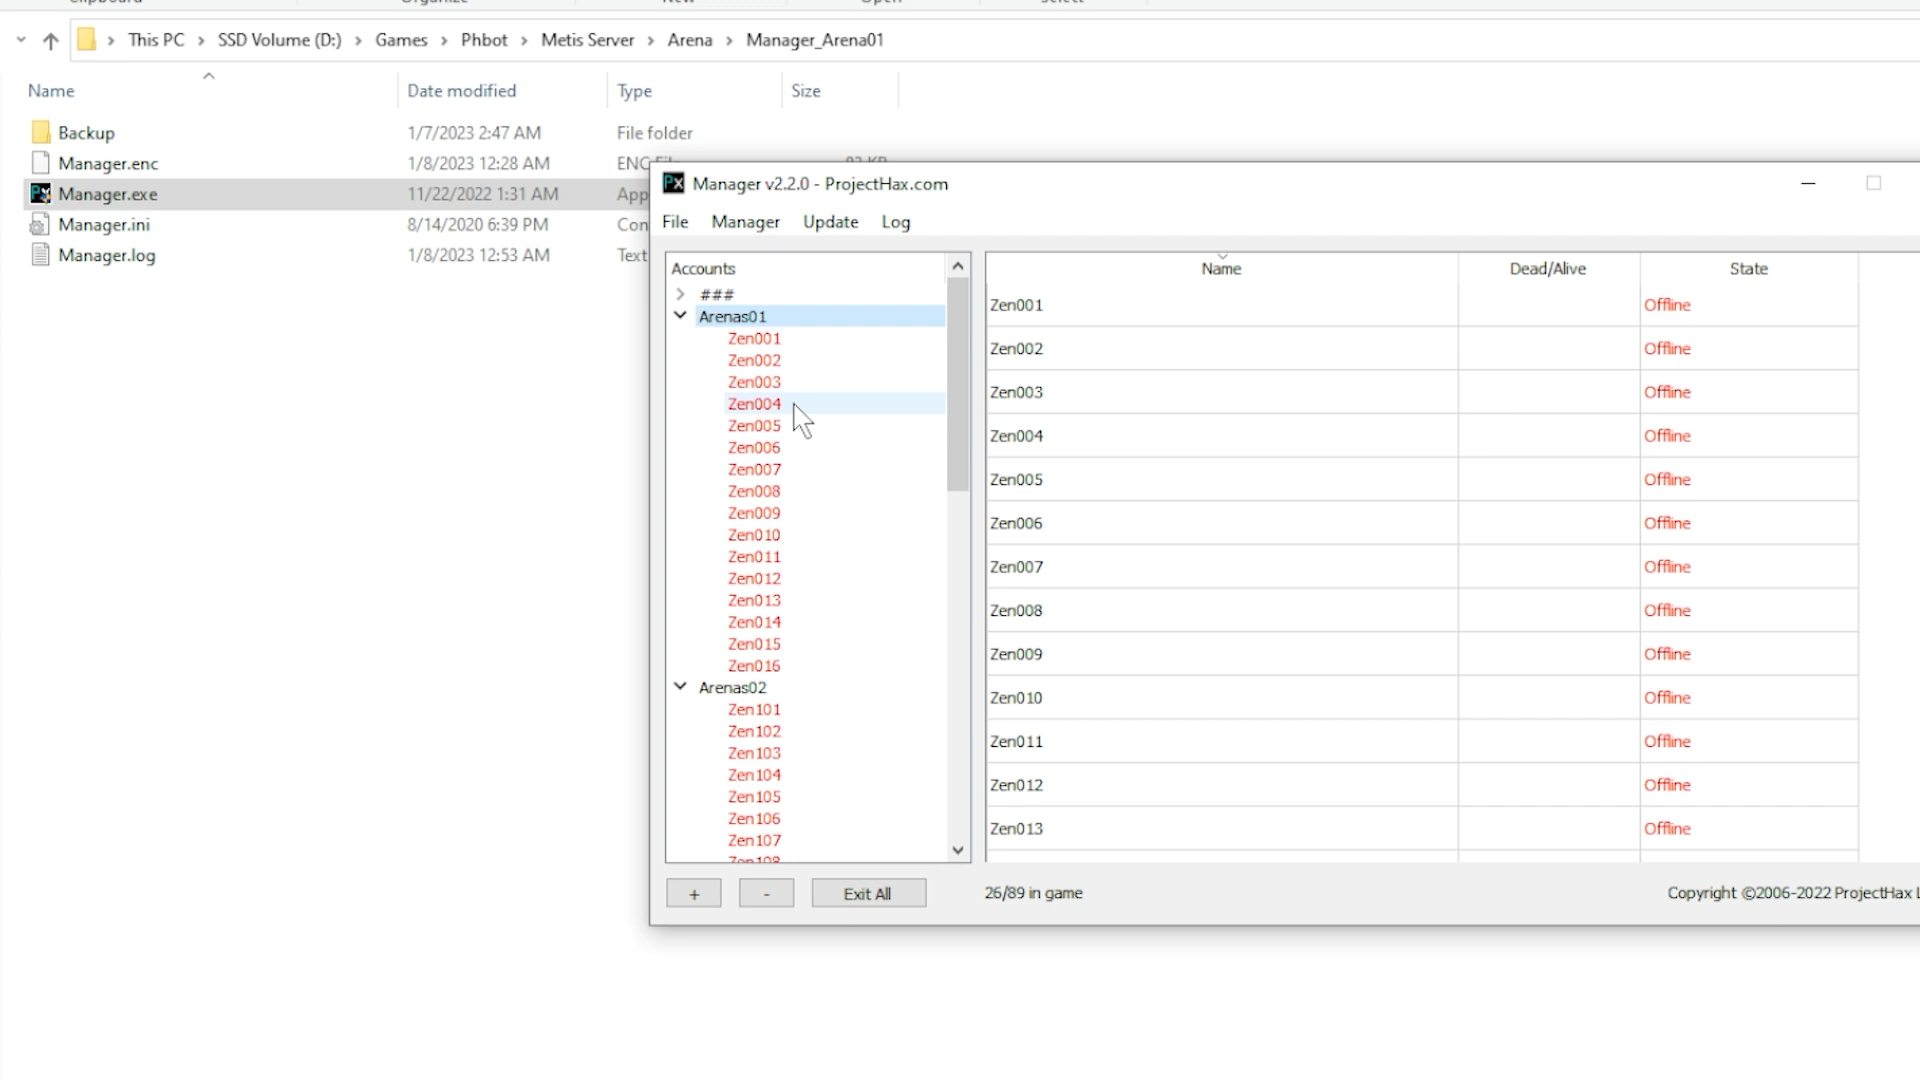 This PC > SSD Volume (D:) > Games > Phbot > Metis Server > Arena > Manager_Arena01
Name Date modified Type Size
Backup 1/7/2023 2:47 AM File folder
Manager.enc 1/8/2023 12:28 AM ENC
Manager.exe 11/22/2022 1:31 AM App
Manager.ini 8/14/2020 6:39 PM Con
Manager.log 1/8/2023 12:53 AM Text
Manager v2.2.0 - ProjectHax.com
File Manager Update Log
Accounts
###
Arenas01
Zen001
Zen002
Zen003
Zen004
Zen005
Zen006
Zen007
Zen008
Zen009
Zen010
Zen011
Zen012
Zen013
Zen014
Zen015
Zen016
Arenas02
Zen101
Zen102
Zen103
Zen104
Zen105
Zen106
Zen107
Zen108
Name Dead/Alive State
Zen001 Offline
Zen002 Offline
Zen003 Offline
Zen004 Offline
Zen005 Offline
Zen006 Offline
Zen007 Offline
Zen008 Offline
Zen009 Offline
Zen010 Offline
Zen011 Offline
Zen012 Offline
Zen013 Offline
+ - Exit All 26/89 in game Copyright ©2006-2022 ProjectHax L